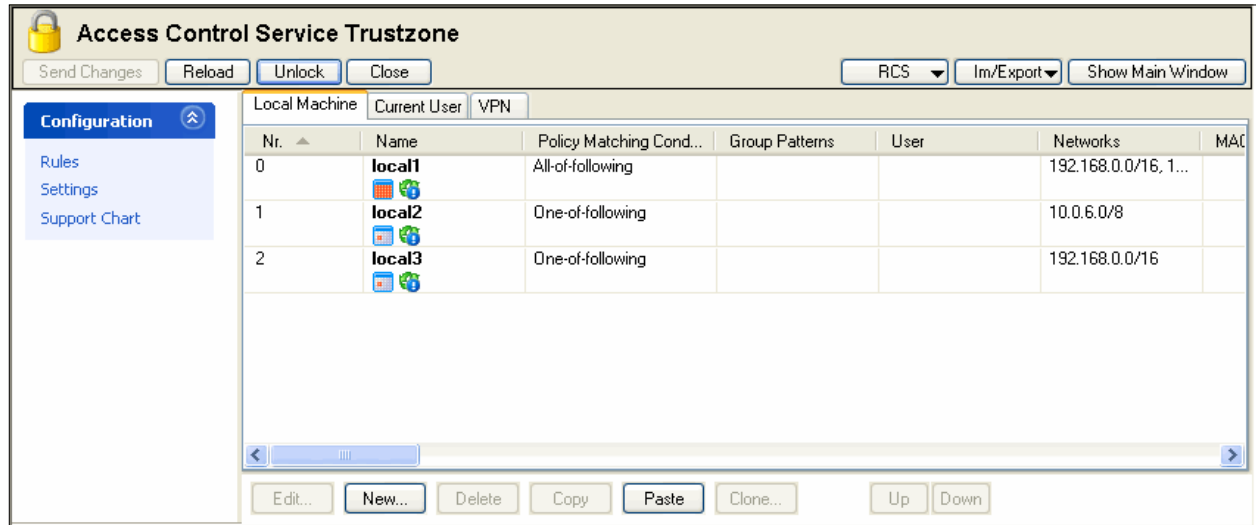 Access Control Service Trustzone
Send Changes Reload Unlock Close RCS Im/Export Show Main Window
Configuration
Rules
Settings
Support Chart
Local Machine Current User VPN
Nr. Name Policy Matching Cond... Group Patterns User Networks MAC
0 local1 All-of-following 192.168.0.0/16, 1...
1 local2 One-of-following 10.0.6.0/8
2 local3 One-of-following 192.168.0.0/16
Edit... New... Delete Copy Paste Clone... Up Down